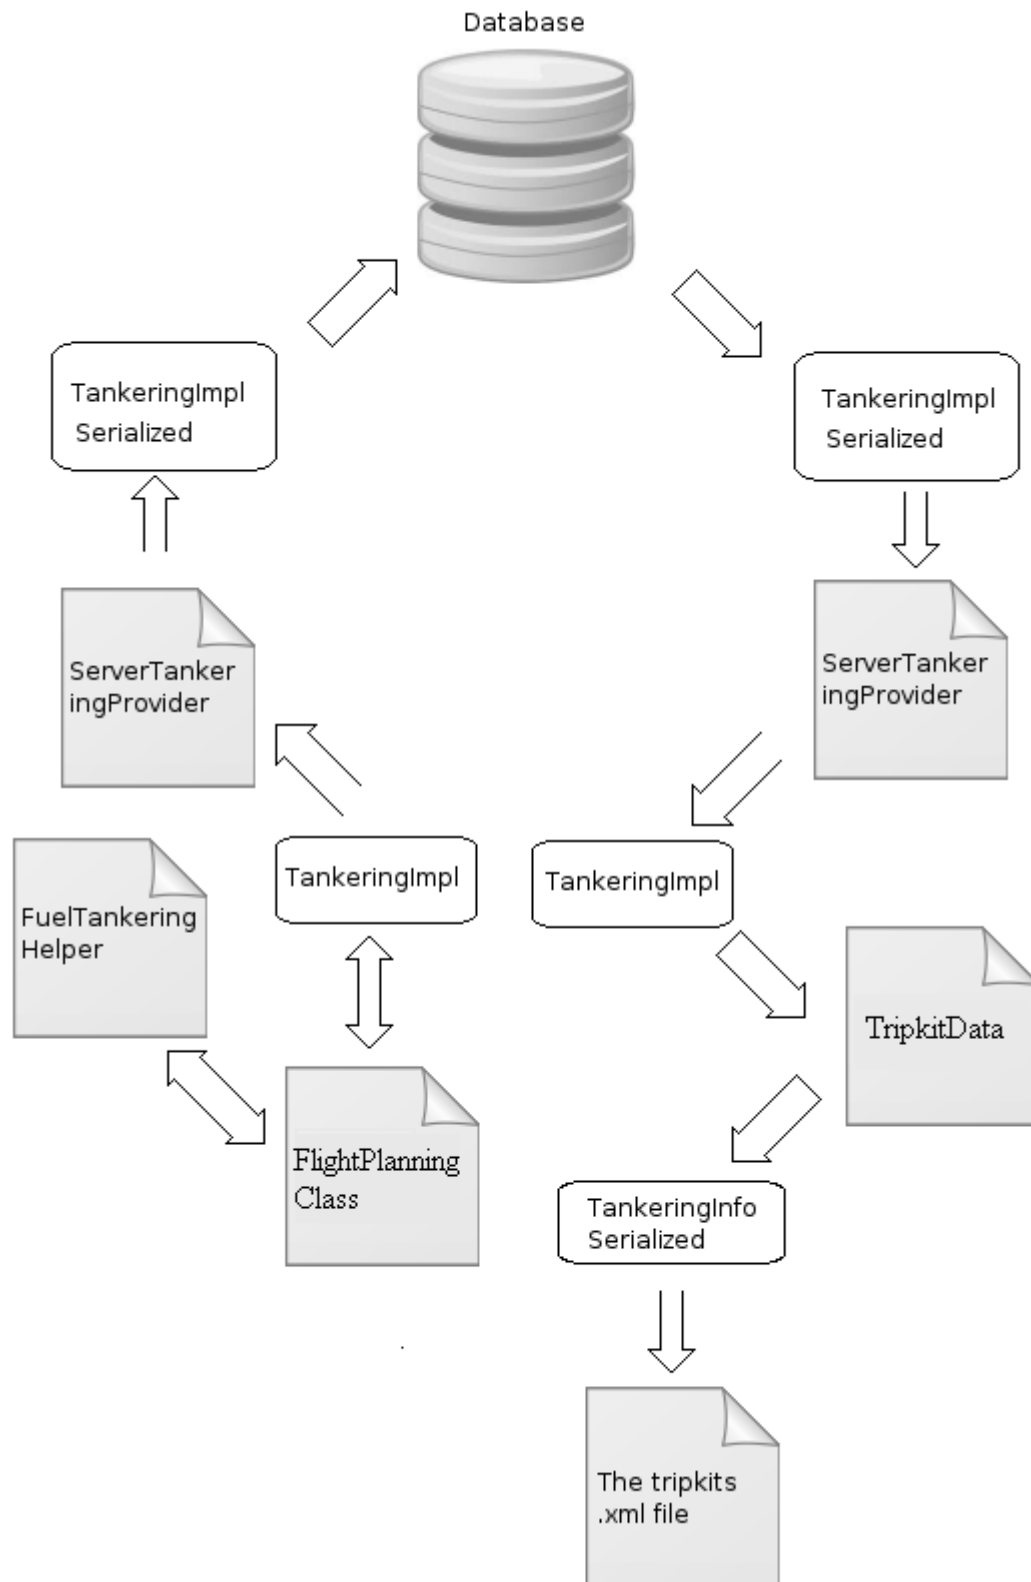 Database
TankeringImpl
Serialized
TankeringImpl
Serialized
ServerTanker
ingProvider
ServerTanker
ingProvider
FuelTankering
Helper
TankeringImpl
TankeringImpl
TripkitData
FlightPlanning
Class
TankeringInfo
Serialized
The tripkits
.xml file